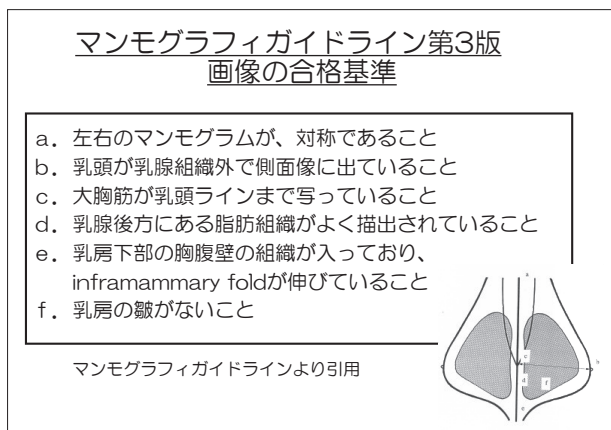 マンモグラフィガイドライン第3版
画像の合格基準
a．左右のマンモグラムが、対称であること
b．乳頭が乳腺組織外で側面像に出ていること
c．大胸筋が乳頭ラインまで写っていること
d．乳腺後方にある脂肪組織がよく描出されていること
e．乳房下部の胸腹壁の組織が入っており、
inframammary foldが伸びていること
f．乳房の皺がないこと
マンモグラフィガイドラインより引用
a
b
c
d
f
e